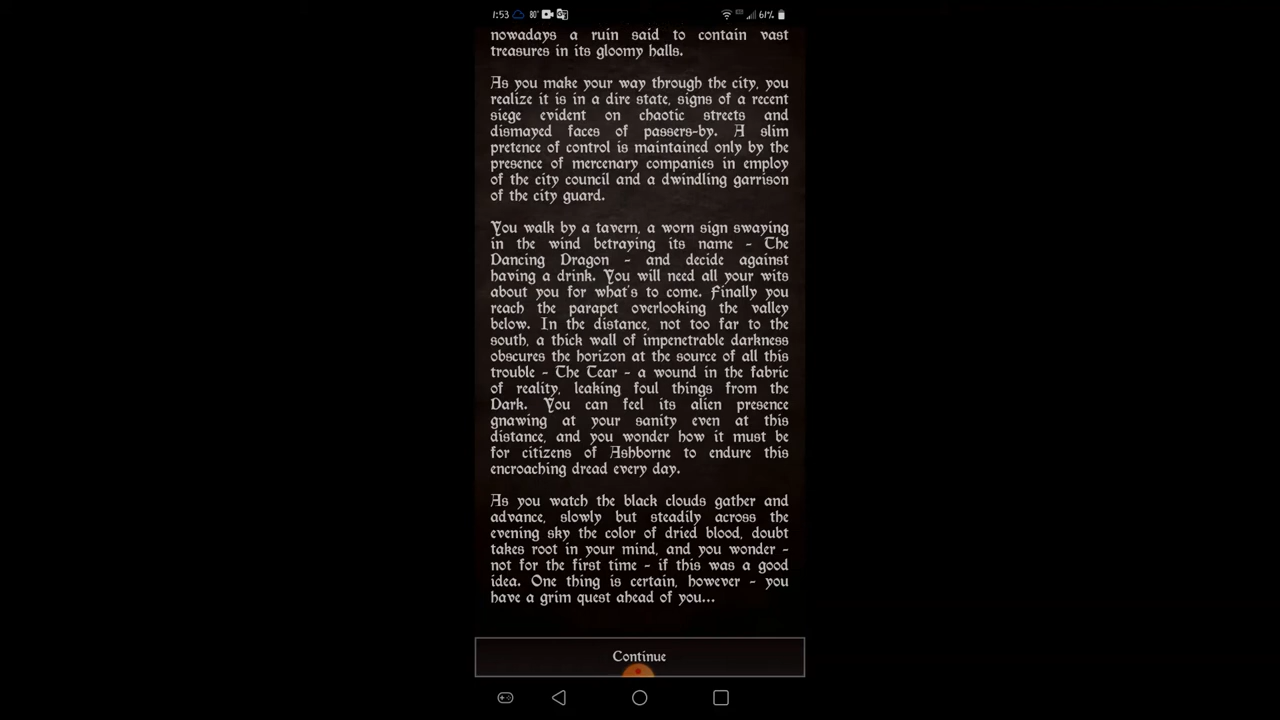 1:53 80° 61%
nowadays a ruin said to contain vast
treasures in its gloomy halls.
As you make your way through the city, you
realize it is in a dire state, signs of a recent
siege evident on chaotic streets and
dismayed faces of passers-by. A slim
pretence of control is maintained only by the
presence of mercenary companies in employ
of the city council and a dwindling garrison
of the city guard.
You walk by a tavern, a worn sign swaying
in the wind betraying its name - The
Dancing Dragon - and decide against
having a drink. You will need all your wits
about you for what's to come. Finally you
reach the parapet overlooking the valley
below. In the distance, not too far to the
south, a thick wall of impenetrable darkness
obscures the horizon at the source of all this
trouble - The Tear - a wound in the fabric
of reality, leaking foul things from the
Dark. You can feel its alien presence
gnawing at your sanity even at this
distance, and you wonder how it must be
for citizens of Ashborne to endure this
encroaching dread every day.
As you watch the black clouds gather and
advance, slowly but steadily across the
evening sky the color of dried blood, doubt
takes root in your mind, and you wonder -
not for the first time - if this was a good
idea. One thing is certain, however - you
have a grim quest ahead of you...
Continue